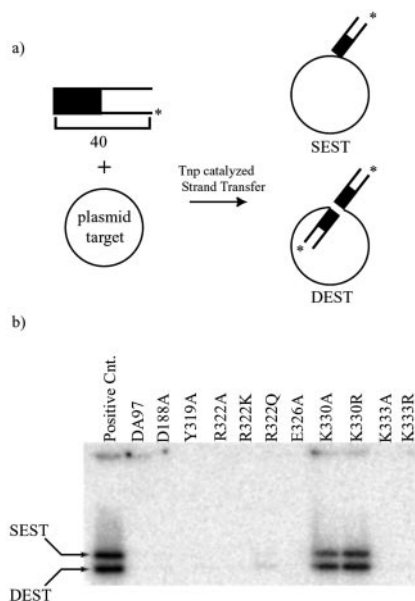 a)
*
*
40
+
plasmid
target
Tnp catalyzed
Strand Transfer
SEST
*
*
DEST
b)
Positive Cnt.
DA97
D188A
Y319A
R322A
R322K
R322Q
E326A
K330A
K330R
K333A
K333R
SEST
DEST